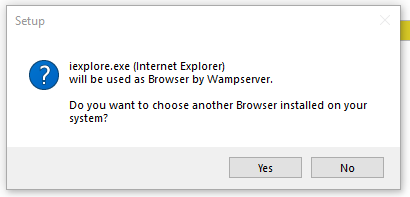 Setup
iexplore.exe (Internet Explorer)
will be used as Browser by Wampserver.
Do you want to choose another Browser installed on your
system?
Yes No